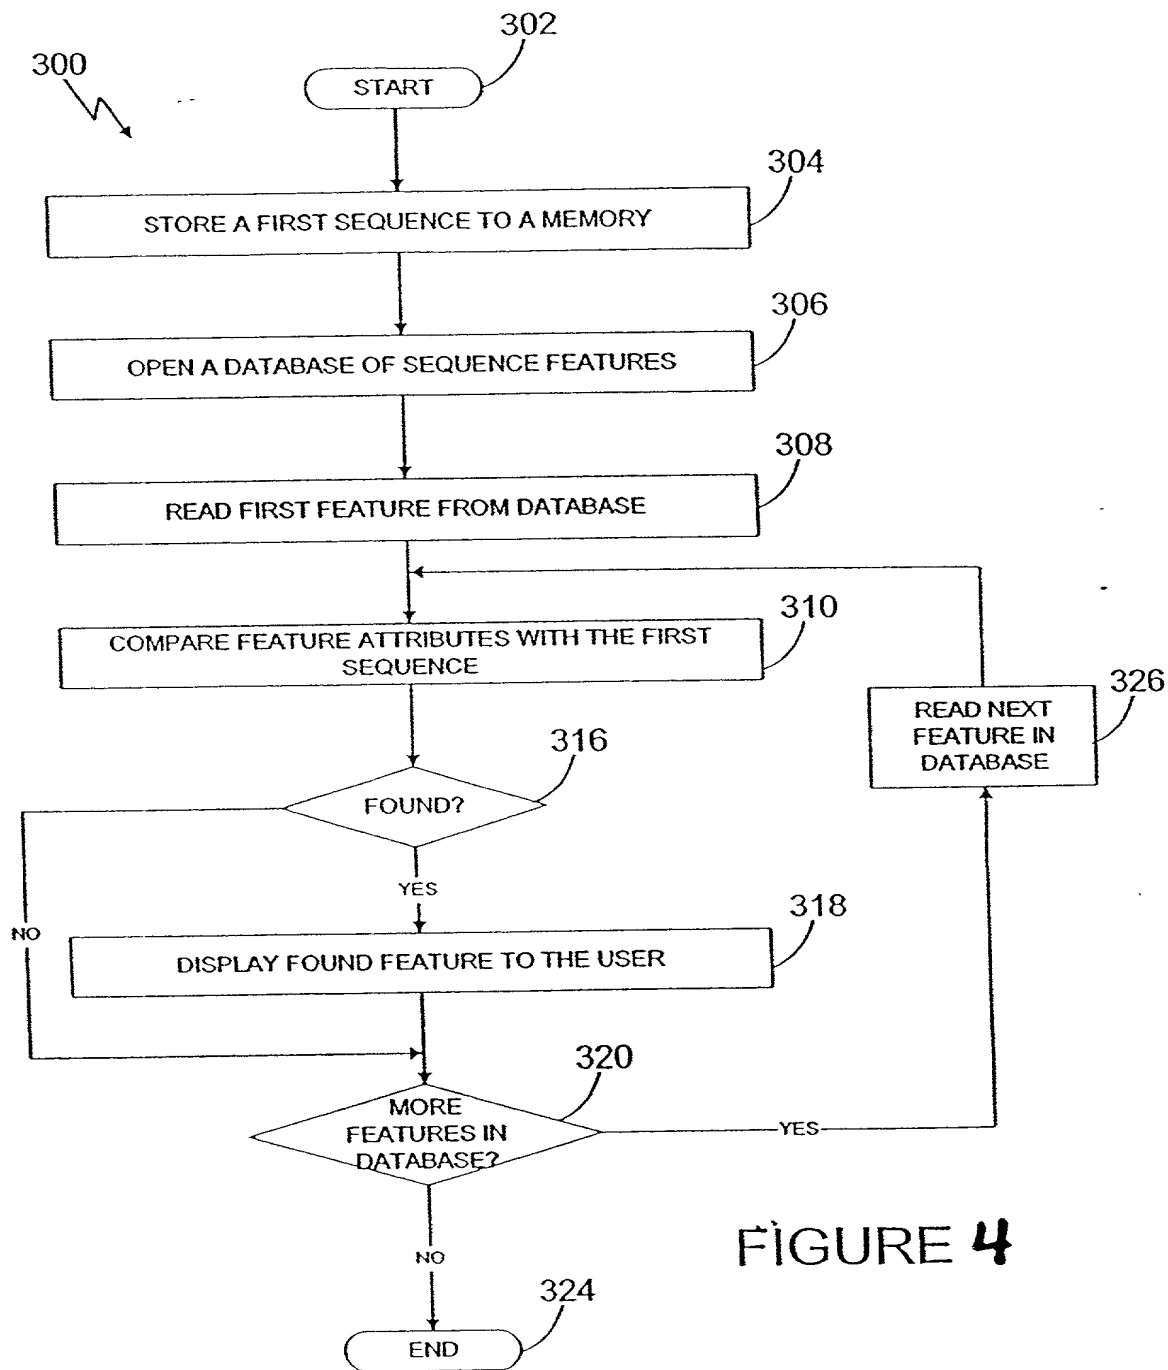 302
300
START
304
STORE A FIRST SEQUENCE TO A MEMORY
306
OPEN A DATABASE OF SEQUENCE FEATURES
308
READ FIRST FEATURE FROM DATABASE
310
COMPARE FEATURE ATTRIBUTES WITH THE FIRST
SEQUENCE
326
READ NEXT
FEATURE IN
DATABASE
316
FOUND?
YES
NO
318
DISPLAY FOUND FEATURE TO THE USER
320
MORE
FEATURES IN
DATABASE?
YES
NO
FIGURE 4
324
END